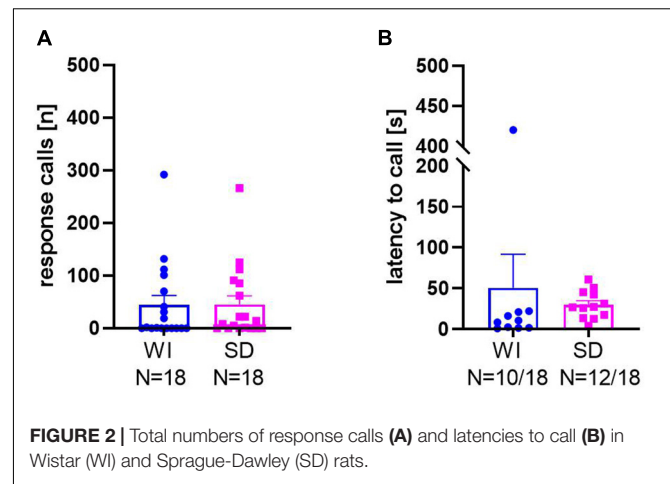 A
B
500
400
300
200
100
0
response calls [n]
WI
SD
N=18
N=18
500
450
400
200
150
100
50
0
latency to call [s]
WI
SD
N=10/18
N=12/18
FIGURE 2 | Total numbers of response calls (A) and latencies to call (B) in
Wistar (WI) and Sprague-Dawley (SD) rats.